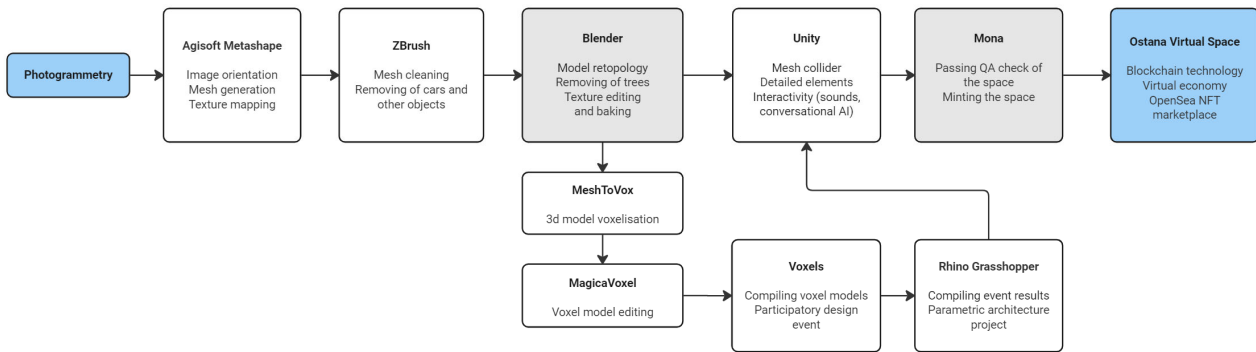 Photogrammetry
Agisoft Metashape
Image orientation
Mesh generation
Texture mapping
ZBrush
Mesh cleaning
Removing of cars and
other objects
Blender
Model retopology
Removing of trees
Texture editing
and baking
Unity
Mesh collider
Detailed elements
Interactivity (sounds,
conversational AI)
Mona
Passing QA check of
the space
Minting the space
Ostana Virtual Space
Blockchain technology
Virtual economy
OpenSea NFT
marketplace
MeshToVox
3d model voxelisation
MagicaVoxel
Voxel model editing
Voxels
Compiling voxel models
Participatory design
event
Rhino Grasshopper
Compiling event results
Parametric architecture
project